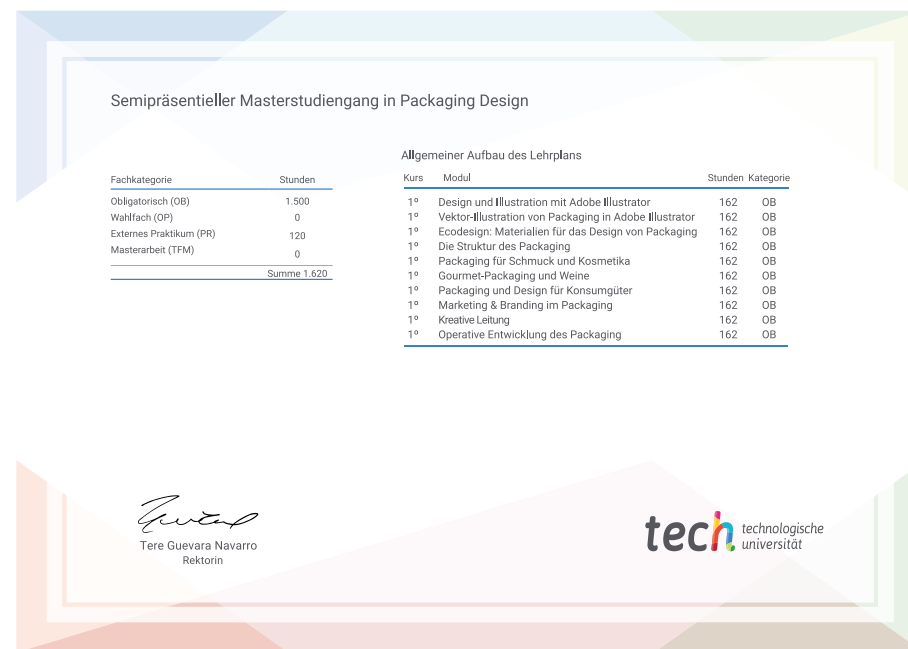 Semipräsentieller Masterstudiengang in Packaging Design
Fachkategorie Stunden
Obligatorisch (OB) 1.500
Wahlfach (OP) 0
Externes Praktikum (PR) 120
Masterarbeit (TFM) 0
Summe 1.620
Allgemeiner Aufbau des Lehrplans
Kurs Modul Stunden Kategorie
1º Design und Illustration mit Adobe Illustrator 162 OB
1º Vektor-Illustration von Packaging in Adobe Illustrator 162 OB
1º Ecodesign: Materialien für das Design von Packaging 162 OB
1º Die Struktur des Packaging 162 OB
1º Packaging für Schmuck und Kosmetika 162 OB
1º Gourmet-Packaging und Weine 162 OB
1º Packaging und Design für Konsumgüter 162 OB
1º Marketing & Branding im Packaging 162 OB
1º Kreative Leitung 162 OB
1º Operative Entwicklung des Packaging 162 OB
Tere Guevara Navarro
Rektorin
tech technologische
universität